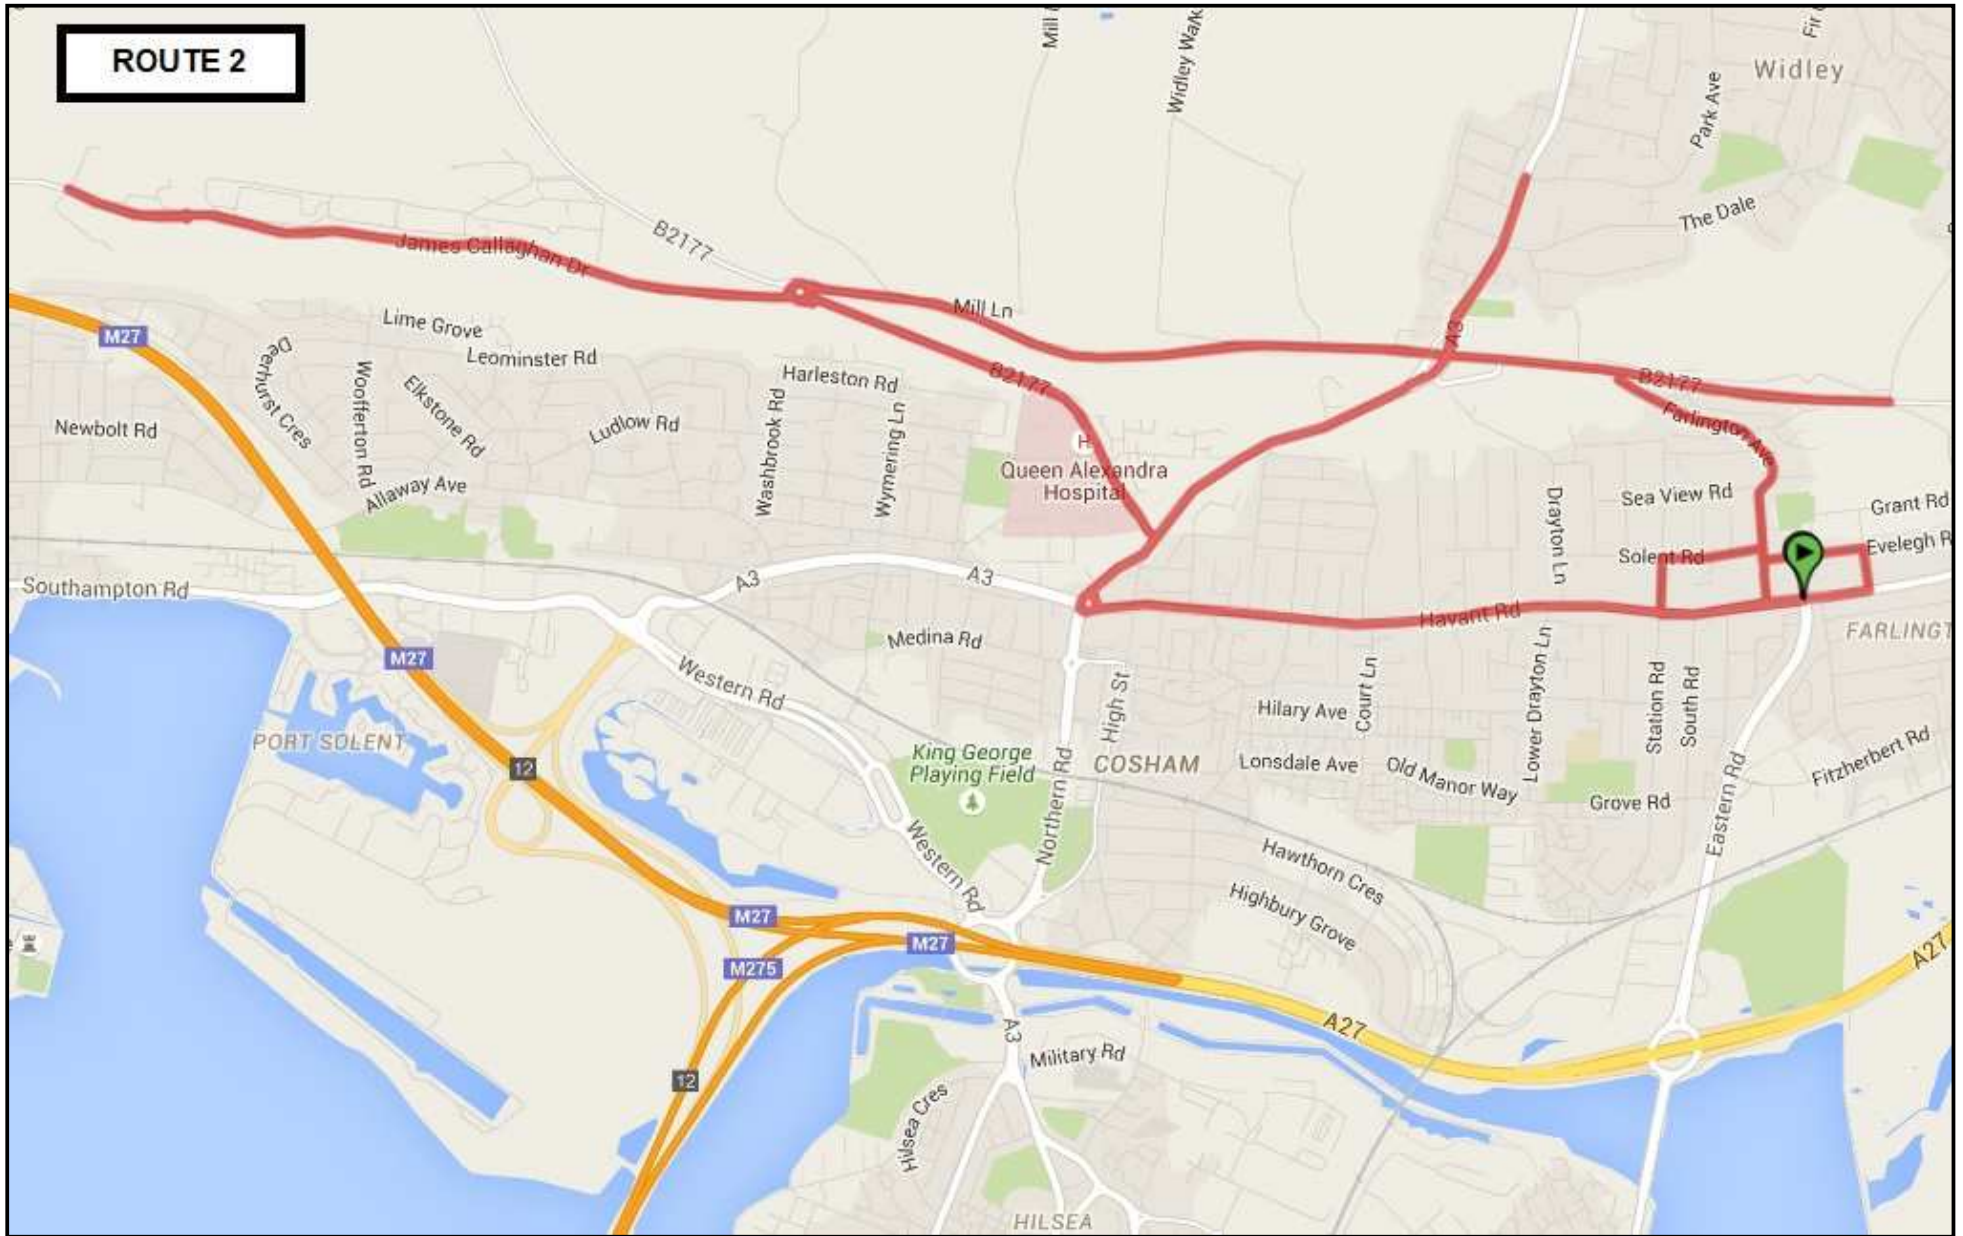 ROUTE 2
Widley
Park Ave
The Dale
Widley Walk
B2177
James Callaghan Dr
Mill Ln
A3
M27
Lime Grove
Leominster Rd
Deerhurst Cres
Woofferton Rd
Elkstone Rd
Ludlow Rd
Newbolt Rd
Allaway Ave
Harleston Rd
Washbrook Rd
Wymering Ln
B2177
H
Queen Alexandra
Hospital
B2177
Farlington Ave
Sea View Rd
Drayton Ln
Solent Rd
Grant Rd
Evelegh R
FARLINGT
Southampton Rd
A3
A3
Havant Rd
Medina Rd
M27
Western Rd
PORT SOLENT
12
King George
Playing Field
Northern Rd
High St
COSHAM
Hilary Ave
Court Ln
Lonsdale Ave
Old Manor Way
Lower Drayton Ln
Station Rd
South Rd
Grove Rd
Eastern Rd
Fitzherbert Rd
Western Rd
Hawthorn Cres
Highbury Grove
M27
M27
M275
A27
A27
A3
Military Rd
12
Hilsea Cres
HILSEA